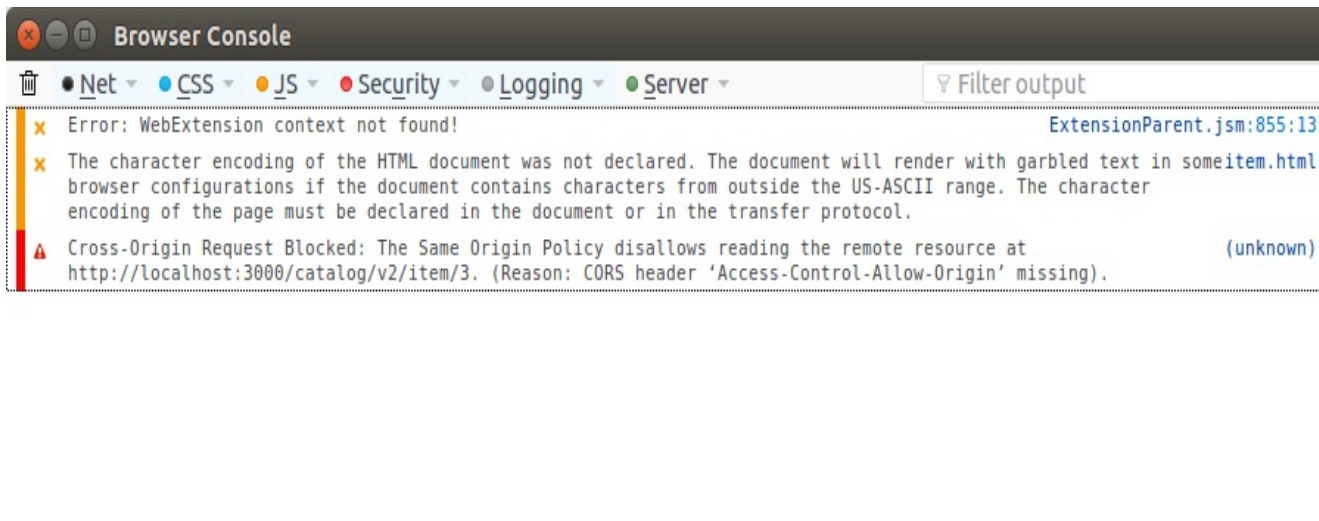 Browser Console
Net CSS JS Security Logging Server Filter output
Error: WebExtension context not found! ExtensionParent.jsm:855:13
The character encoding of the HTML document was not declared. The document will render with garbled text in some item.html
browser configurations if the document contains characters from outside the US-ASCII range. The character
encoding of the page must be declared in the document or in the transfer protocol.
Cross-Origin Request Blocked: The Same Origin Policy disallows reading the remote resource at (unknown)
http://localhost:3000/catalog/v2/item/3. (Reason: CORS header ‘Access-Control-Allow-Origin’ missing).